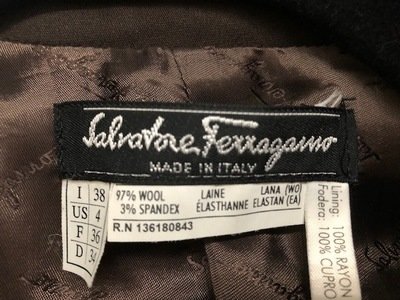 Salvatore Ferragamo
MADE IN ITALY
I 38
US 4
F 36
D 34
97% WOOL LAINE LANA (WO)
3% SPANDEX ELASTHANNE ELASTAN (EA)
R.N 136180843
Lining: 100% RAYON
Fodera: 100% CUPRO